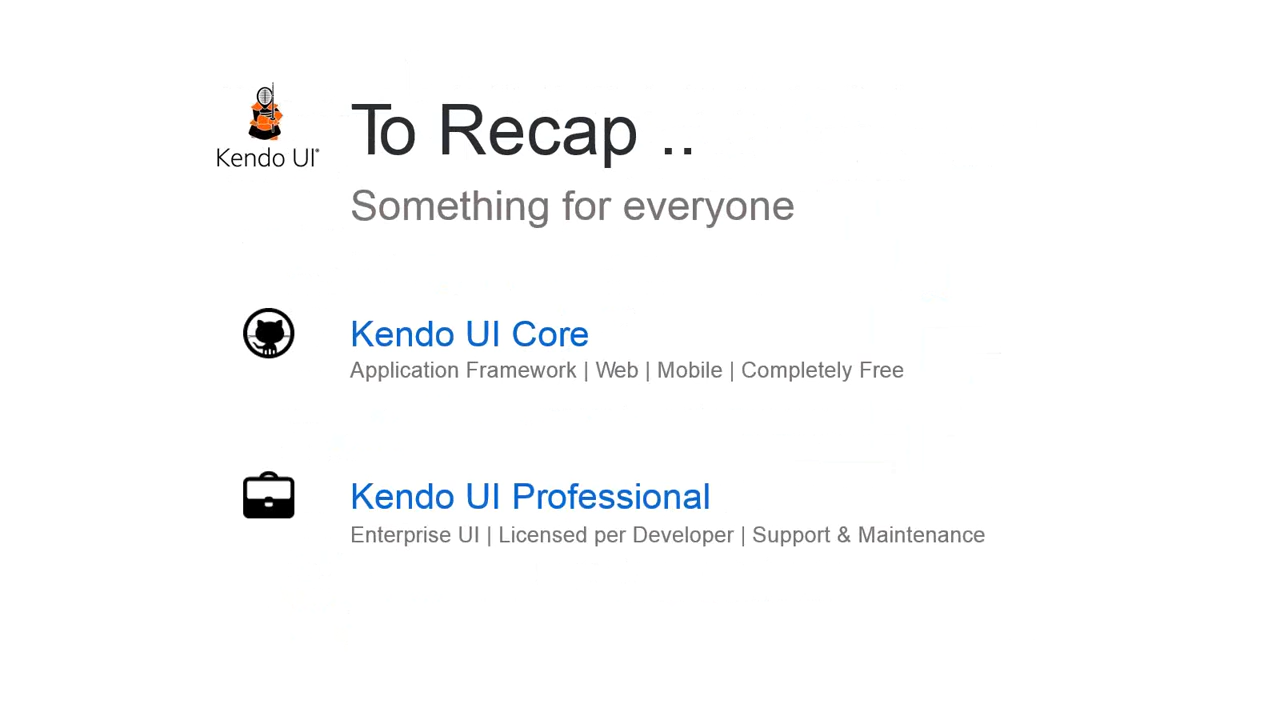 Kendo UI®
To Recap ..
Something for everyone
Kendo UI Core
Application Framework | Web | Mobile | Completely Free
Kendo UI Professional
Enterprise UI | Licensed per Developer | Support & Maintenance